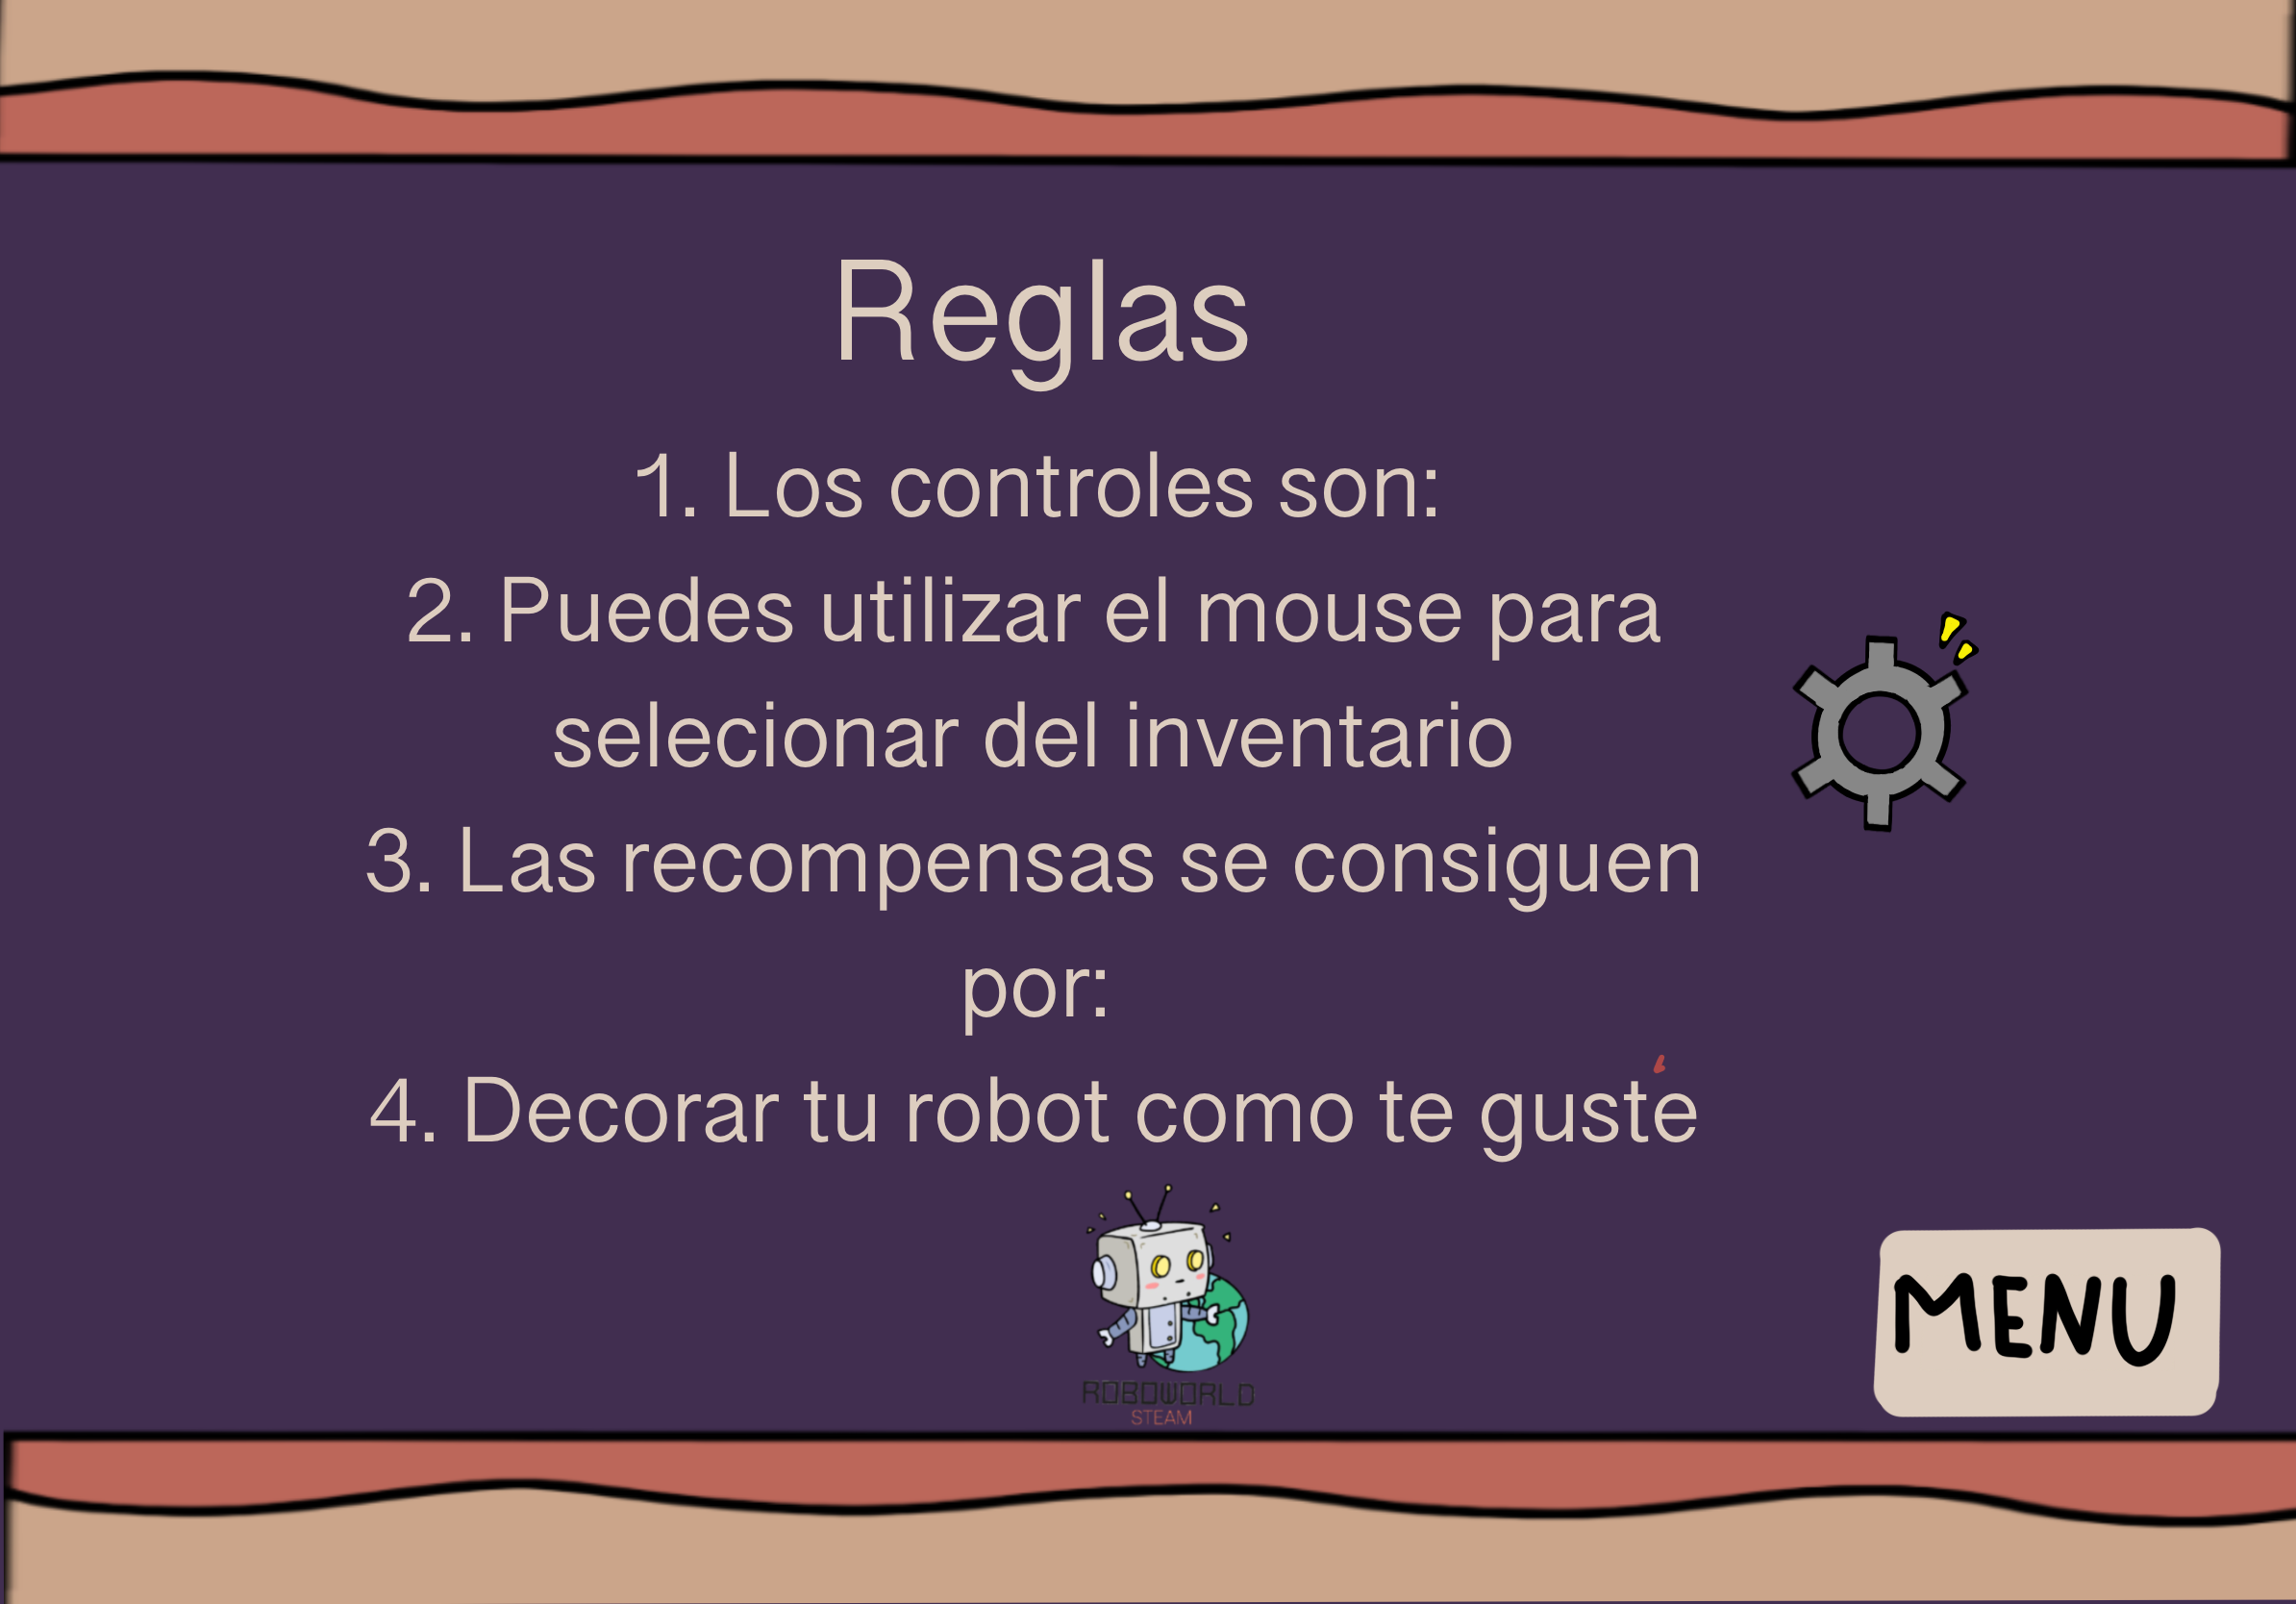 Reglas
1. Los controles son:
2. Puedes utilizar el mouse para
selecionar del inventario
3. Las recompensas se consiguen
por:
4. Decorar tu robot como te guste
MENU
ROBOWORLD
STEAM